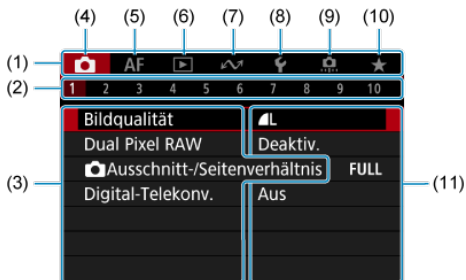 (4) (5) (6) (7) (8) (9) (10)
(1) AF
(2) 1 2 3 4 5 6 7 8 9 10
Bildqualität L
Dual Pixel RAW Deaktiv.
(3) Ausschnitt-/Seitenverhältnis FULL (11)
Digital-Telekonv. Aus